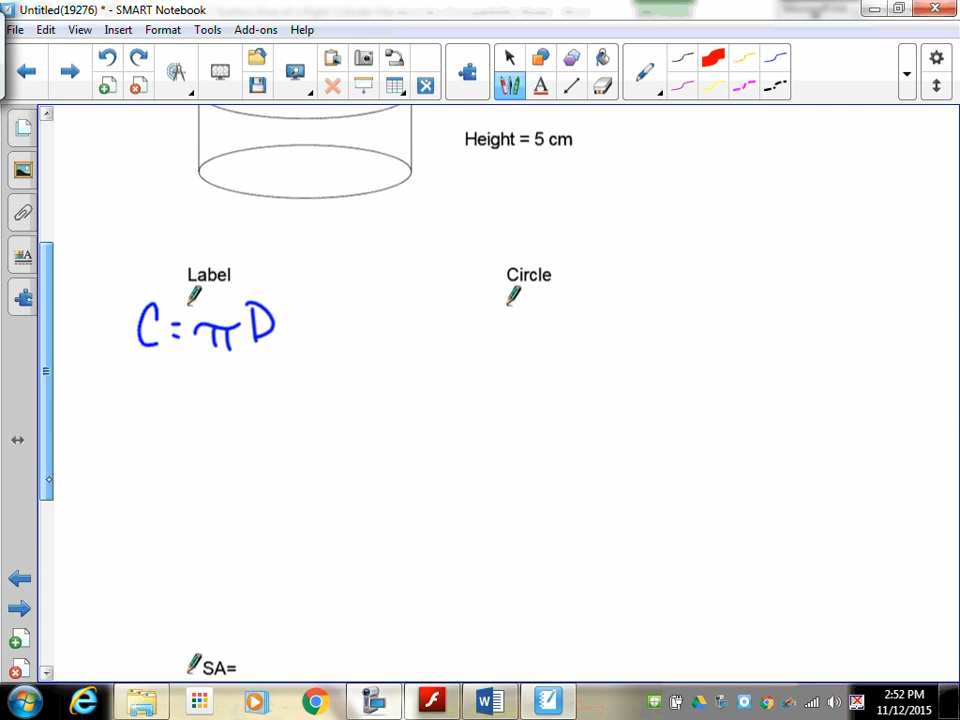 Untitled(19276) * - SMART Notebook
File Edit View Insert Format Tools Add-ons Help
Height = 5 cm
Label
Circle
C = πD
SA=
2:52 PM
11/12/2015